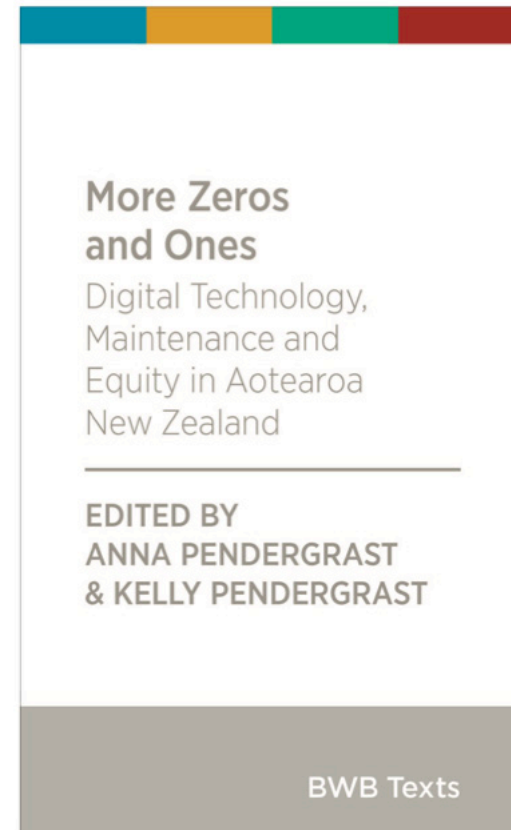 More Zeros
and Ones
Digital Technology,
Maintenance and
Equity in Aotearoa
New Zealand
EDITED BY
ANNA PENDERGRAST
& KELLY PENDERGRAST
BWB Texts